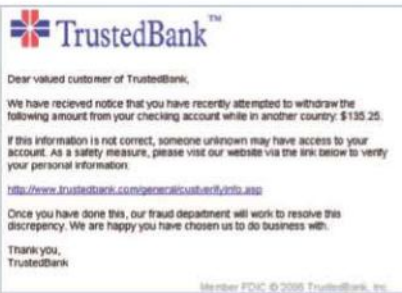 TrustedBank™
Dear valued customer of TrustedBank,
We have recieved notice that you have recently attempted to withdraw the
following amount from your checking account while in another country: $135.25.
If this information is not correct, someone unknown may have access to your
account. As a safety measure, please visit our website via the link below to verify
your personal information:
http://www.trustedbank.com/general/custverifyinfo.asp
Once you have done this, our fraud department will work to resolve this
discrepency. We are happy you have chosen us to do business with.
Thank you,
TrustedBank
Member FDIC © 2005 TrustedBank, Inc.